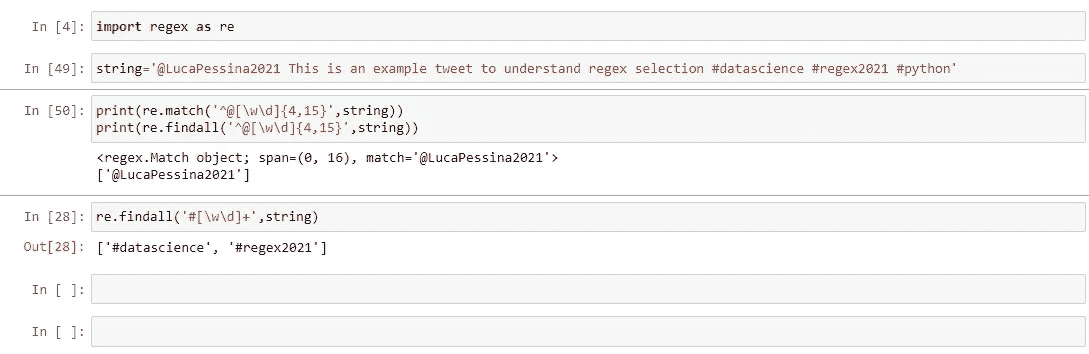 In [4]: import regex as re
In [49]: string='@LucaPessina2021 This is an example tweet to understand regex selection #datascience #regex2021 #python'
In [50]: print(re.match('^@[\w\d]{4,15}',string))
print(re.findall('^@[\w\d]{4,15}',string))
<regex.Match object; span=(0, 16), match='@LucaPessina2021'>
['@LucaPessina2021']
In [28]: re.findall('#[\w\d]+',string)
Out[28]: ['#datascience', '#regex2021']
In [ ]:
In [ ]: